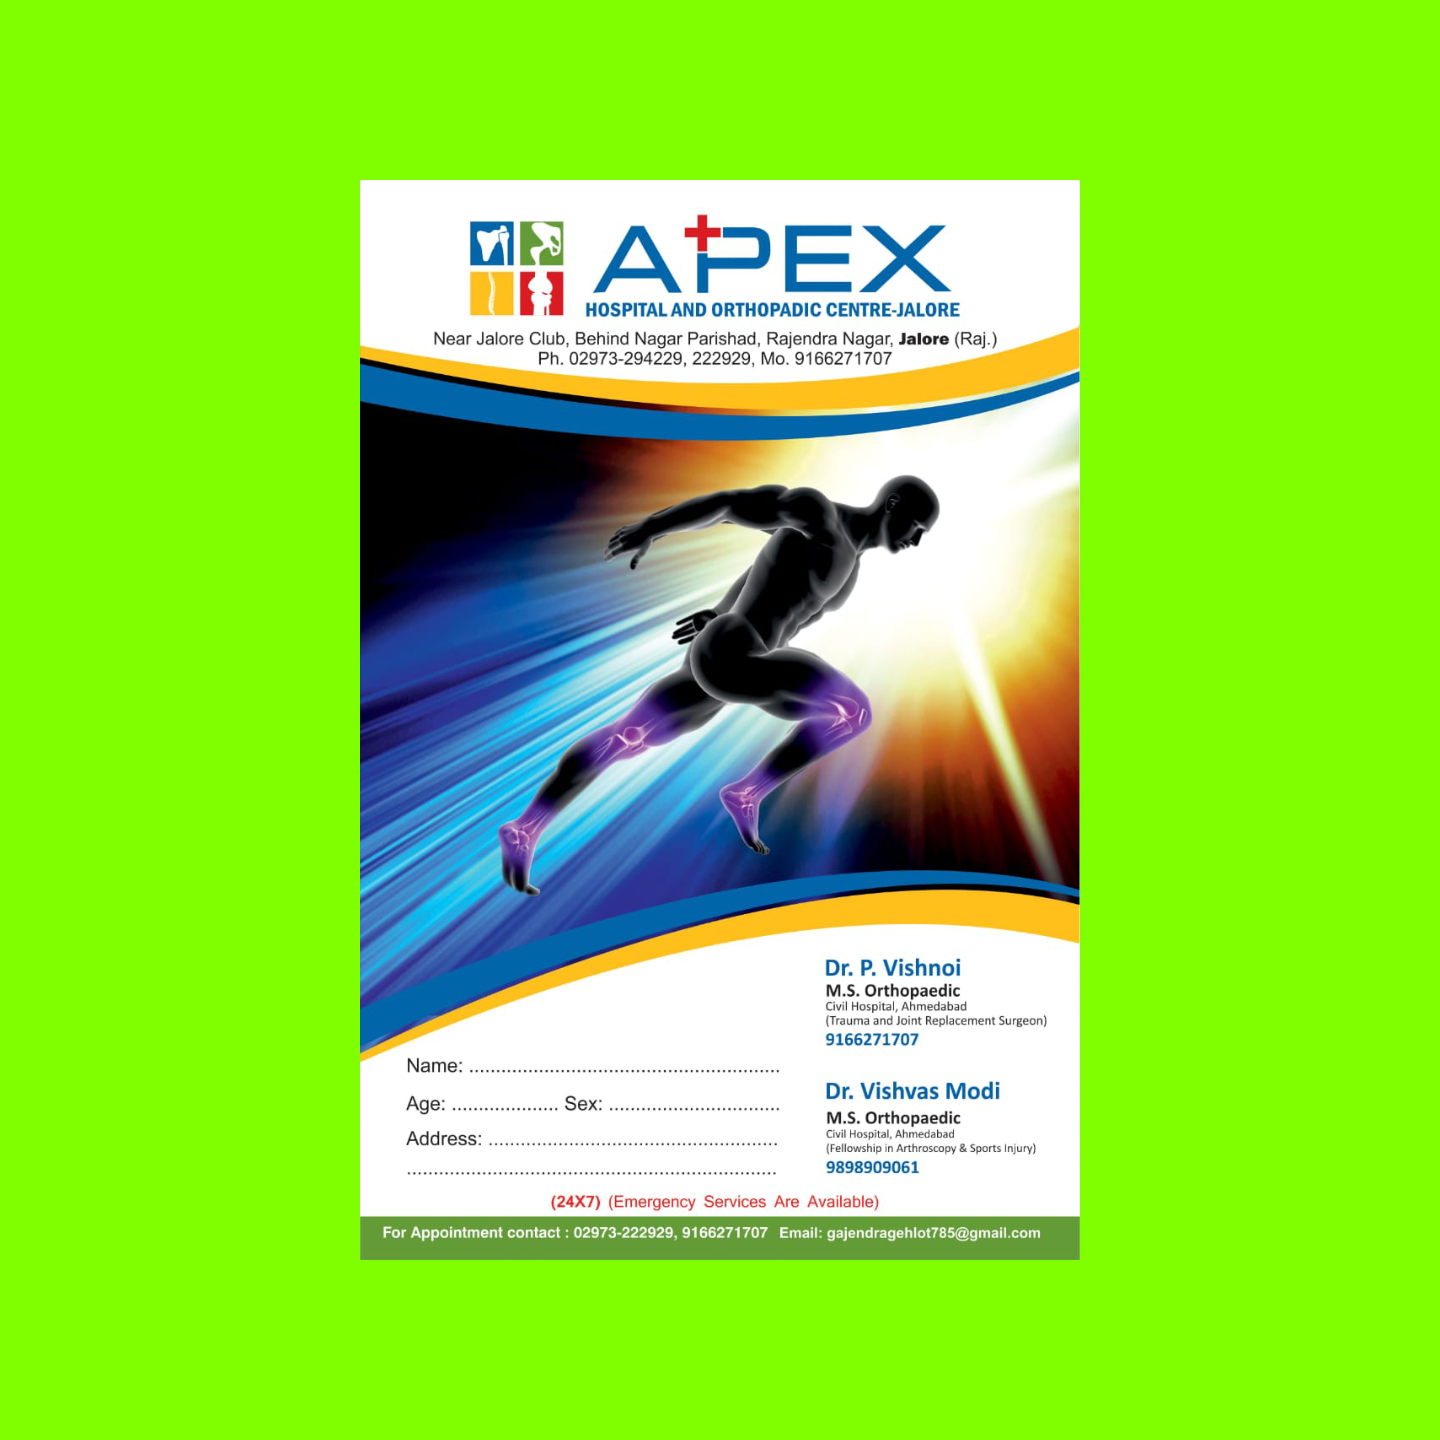 APEX
HOSPITAL AND ORTHOPADIC CENTRE-JALORE
Near Jalore Club, Behind Nagar Parishad, Rajendra Nagar, Jalore (Raj.)
Ph. 02973-294229, 222929, Mo. 9166271707
Dr. P. Vishnoi
M.S. Orthopaedic
Civil Hospital, Ahmedabad
(Trauma and Joint Replacement Surgeon)
9166271707
Dr. Vishvas Modi
M.S. Orthopaedic
Civil Hospital, Ahmedabad
(Fellowship in Arthroscopy & Sports Injury)
9898909061
Name: ..........................................................
Age: .................... Sex: ................................
Address: ......................................................
.....................................................................
(24X7) (Emergency Services Are Available)
For Appointment contact : 02973-222929, 9166271707 Email: gajendragehlot785@gmail.com